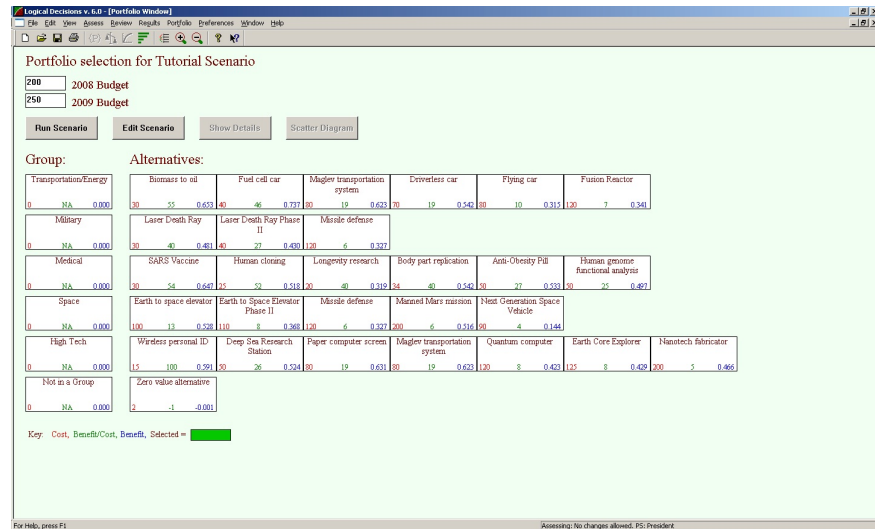 Logical Decisions v. 6.0 - [Portfolio Window]
File Edit View Assess Review Results Portfolio Preferences Window Help
Portfolio selection for Tutorial Scenario
200 2008 Budget
250 2009 Budget
Run Scenario Edit Scenario Show Details Scatter Diagram
Group: Alternatives:
Transportation/Energy Biomass to oil Fuel cell car Maglev transportation Driverless car Flying car Fusion Reactor
system
0 NA 0.000 30 55 0.653 40 46 0.737 80 19 0.623 70 19 0.542 80 10 0.315 120 7 0.341
Military Laser Death Ray Laser Death Ray Phase Missile defense
II
0 NA 0.000 30 40 0.481 40 27 0.430 120 6 0.327
Medical SARS Vaccine Human cloning Longevity research Body part replication Anti-Obesity Pill Human genome
functional analysis
0 NA 0.000 30 54 0.647 25 52 0.518 20 40 0.319 34 40 0.542 50 27 0.533 50 25 0.497
Space Earth to space elevator Earth to Space Elevator Missile defense Manned Mars mission Next Generation Space
Phase II Vehicle
0 NA 0.000 100 13 0.528 110 8 0.368 120 6 0.327 200 6 0.516 90 4 0.144
High Tech Wireless personal ID Deep Sea Research Paper computer screen Maglev transportation Quantum computer Earth Core Explorer Nanotech fabricator
Station system
0 NA 0.000 15 100 0.591 50 26 0.524 80 19 0.631 80 19 0.623 120 8 0.423 125 8 0.429 200 5 0.466
Not in a Group Zero value alternative
0 NA 0.000 2 -1 -0.001
Key: Cost, Benefit/Cost, Benefit, Selected =
For Help, press F1 Assessing: No changes allowed. PS: President